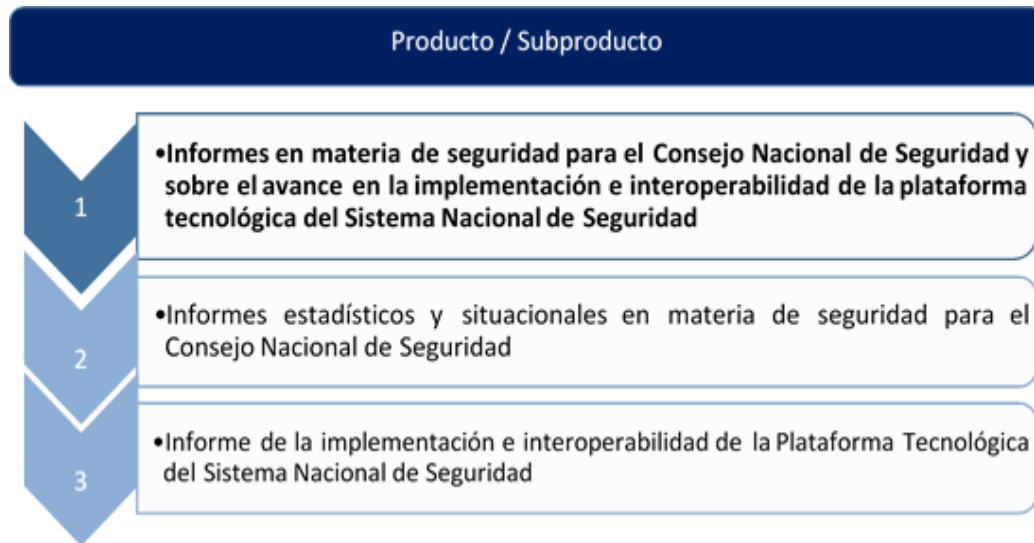 Producto / Subproducto
1
•Informes en materia de seguridad para el Consejo Nacional de Seguridad y
sobre el avance en la implementación e interoperabilidad de la plataforma
tecnológica del Sistema Nacional de Seguridad
2
•Informes estadísticos y situacionales en materia de seguridad para el
Consejo Nacional de Seguridad
3
•Informe de la implementación e interoperabilidad de la Plataforma Tecnológica
del Sistema Nacional de Seguridad